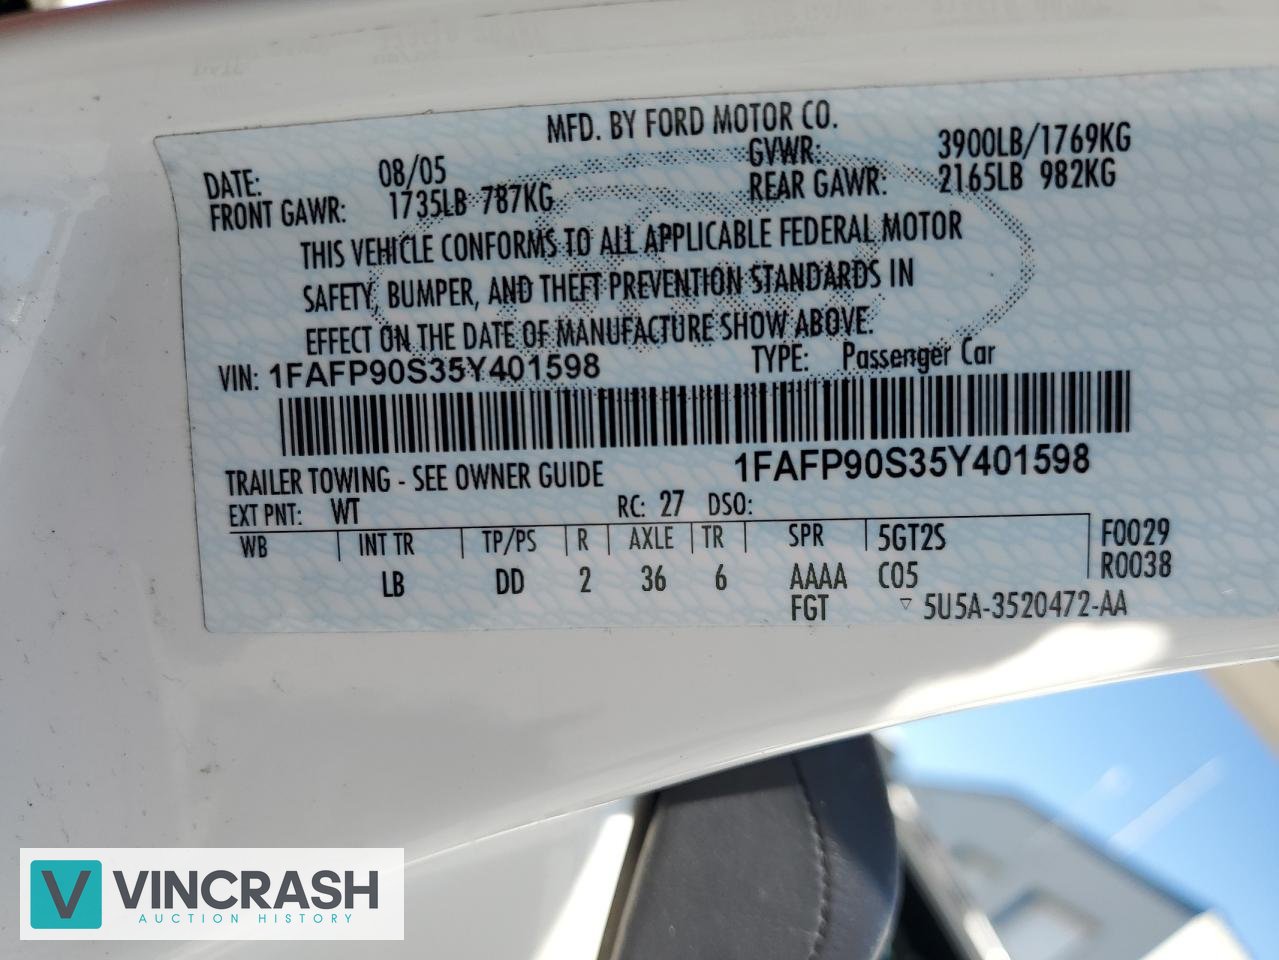 MFD. BY FORD MOTOR CO.
DATE: 08/05 GVWR: 3900LB/1769KG
FRONT GAWR: 1735LB 787KG REAR GAWR: 2165LB 982KG
THIS VEHICLE CONFORMS TO ALL APPLICABLE FEDERAL MOTOR
SAFETY, BUMPER, AND THEFT PREVENTION STANDARDS IN
EFFECT ON THE DATE OF MANUFACTURE SHOW ABOVE.
VIN: 1FAFP90S35Y401598 TYPE: Passenger Car
1FAFP90S35Y401598
TRAILER TOWING - SEE OWNER GUIDE
EXT PNT: WT RC: 27 DSO:
WB INT TR TP/PS R AXLE TR SPR 5GT2S F0029
LB DD 2 36 6 AAAA C05 R0038
FGT ▽ 5U5A-3520472-AA
V VINCRASH
AUCTION HISTORY